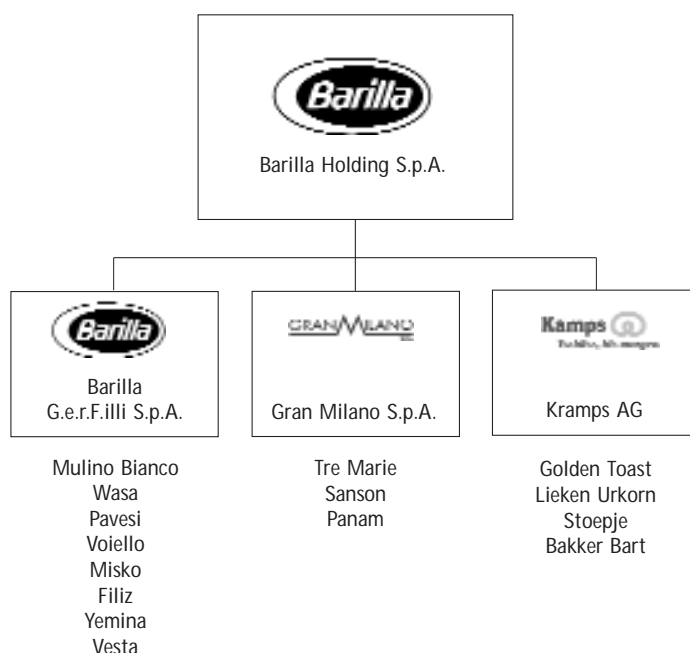 Barilla
Barilla Holding S.p.A.
Barilla
Barilla
G.e.r.F.illi S.p.A.
GRANMILANO
Gran Milano S.p.A.
Kamps
Kramps AG
Mulino Bianco
Wasa
Pavesi
Voiello
Misko
Filiz
Yemina
Vesta
Tre Marie
Sanson
Panam
Golden Toast
Lieken Urkorn
Stoepje
Bakker Bart